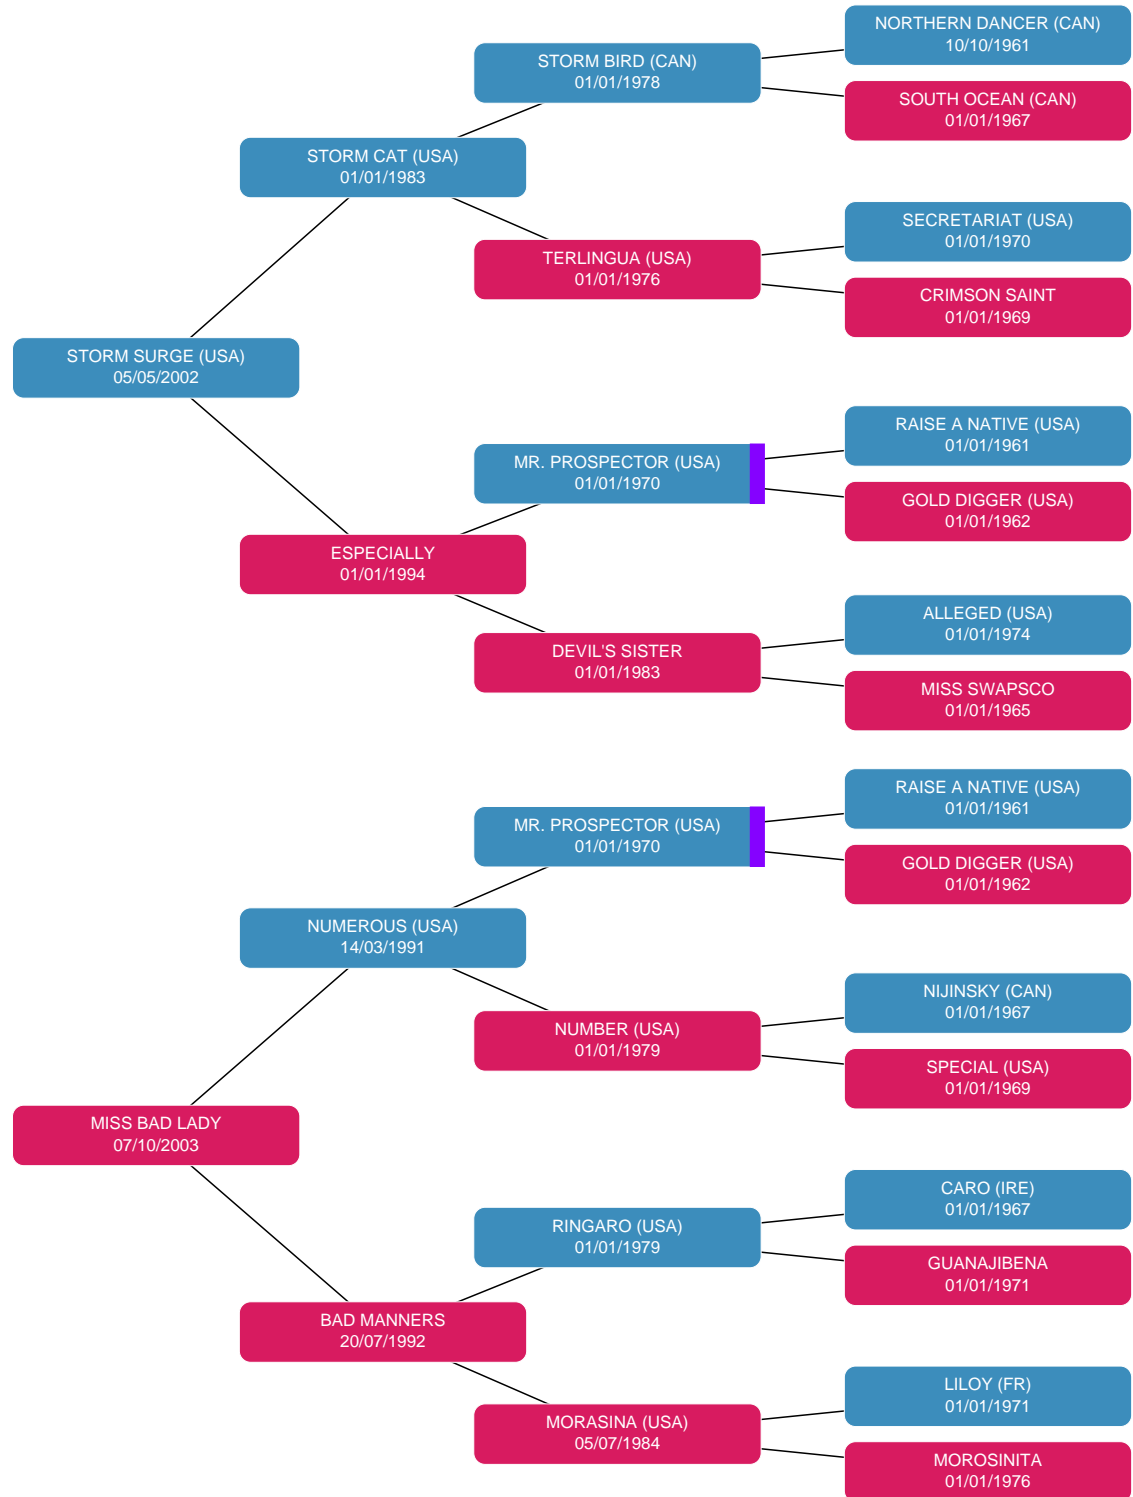 NORTHERN DANCER (CAN)
10/10/1961
STORM BIRD (CAN)
01/01/1978
SOUTH OCEAN (CAN)
01/01/1967
STORM CAT (USA)
01/01/1983
SECRETARIAT (USA)
01/01/1970
TERLINGUA (USA)
01/01/1976
CRIMSON SAINT
01/01/1969
STORM SURGE (USA)
05/05/2002
RAISE A NATIVE (USA)
01/01/1961
MR. PROSPECTOR (USA)
01/01/1970
GOLD DIGGER (USA)
01/01/1962
ESPECIALLY
01/01/1994
ALLEGED (USA)
01/01/1974
DEVIL'S SISTER
01/01/1983
MISS SWAPSCO
01/01/1965
RAISE A NATIVE (USA)
01/01/1961
MR. PROSPECTOR (USA)
01/01/1970
GOLD DIGGER (USA)
01/01/1962
NUMEROUS (USA)
14/03/1991
NIJINSKY (CAN)
01/01/1967
NUMBER (USA)
01/01/1979
SPECIAL (USA)
01/01/1969
MISS BAD LADY
07/10/2003
CARO (IRE)
01/01/1967
RINGARO (USA)
01/01/1979
GUANAJIBENA
01/01/1971
BAD MANNERS
20/07/1992
LILOY (FR)
01/01/1971
MORASINA (USA)
05/07/1984
MOROSINITA
01/01/1976